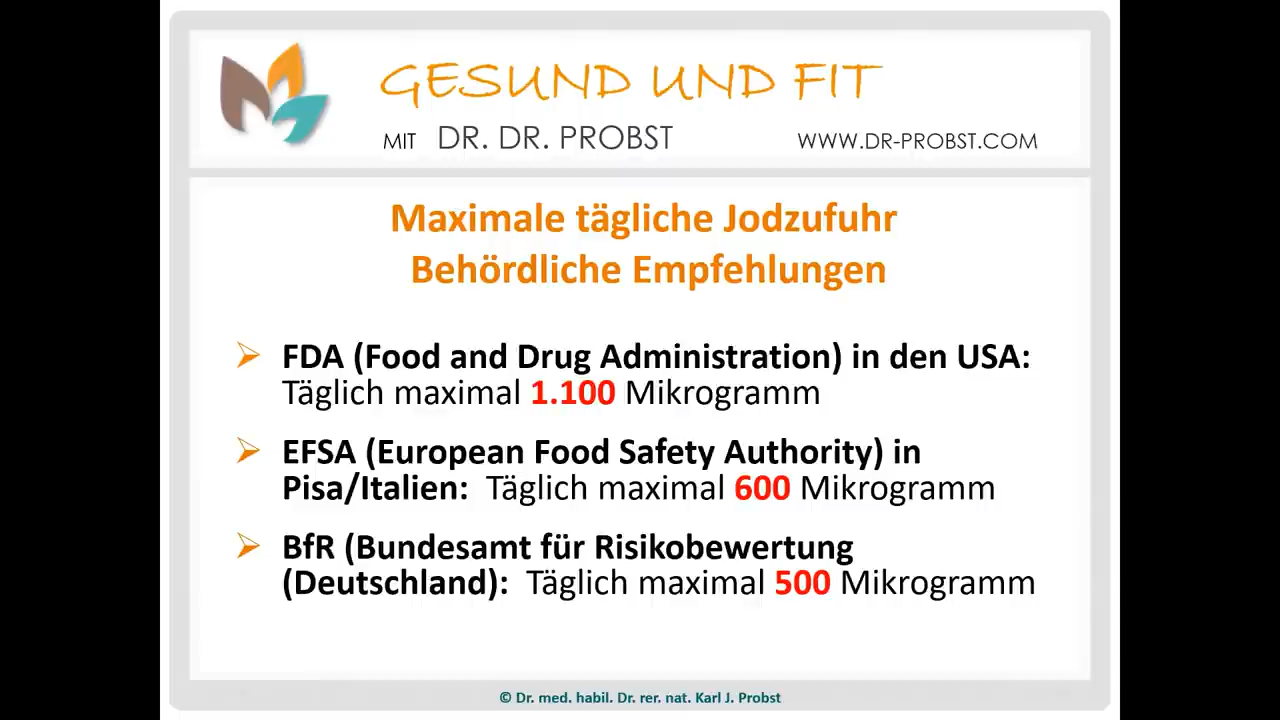 GESUND UND FIT
MIT DR. DR. PROBST WWW.DR-PROBST.COM
Maximale tägliche Jodzufuhr
Behördliche Empfehlungen
FDA (Food and Drug Administration) in den USA:
Täglich maximal 1.100 Mikrogramm
EFSA (European Food Safety Authority) in
Pisa/Italien: Täglich maximal 600 Mikrogramm
BfR (Bundesamt für Risikobewertung
(Deutschland): Täglich maximal 500 Mikrogramm
© Dr. med. habil. Dr. rer. nat. Karl J. Probst